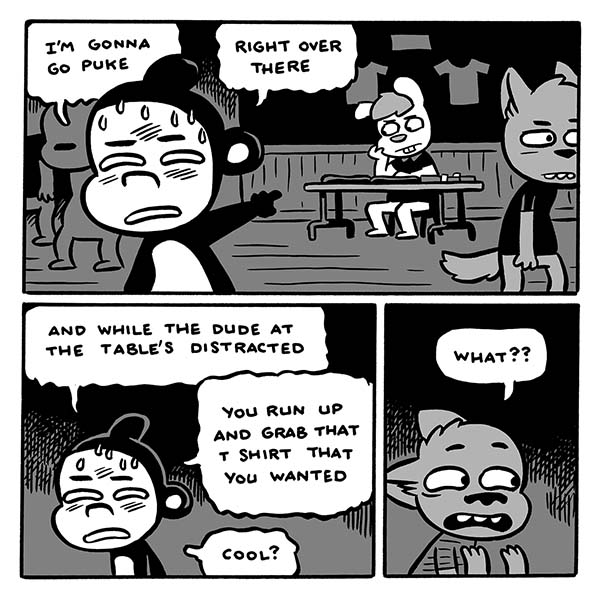 I'M GONNA
GO PUKE
RIGHT OVER
THERE
AND WHILE THE DUDE AT
THE TABLE'S DISTRACTED
YOU RUN UP
AND GRAB THAT
T SHIRT THAT
YOU WANTED
COOL?
WHAT??